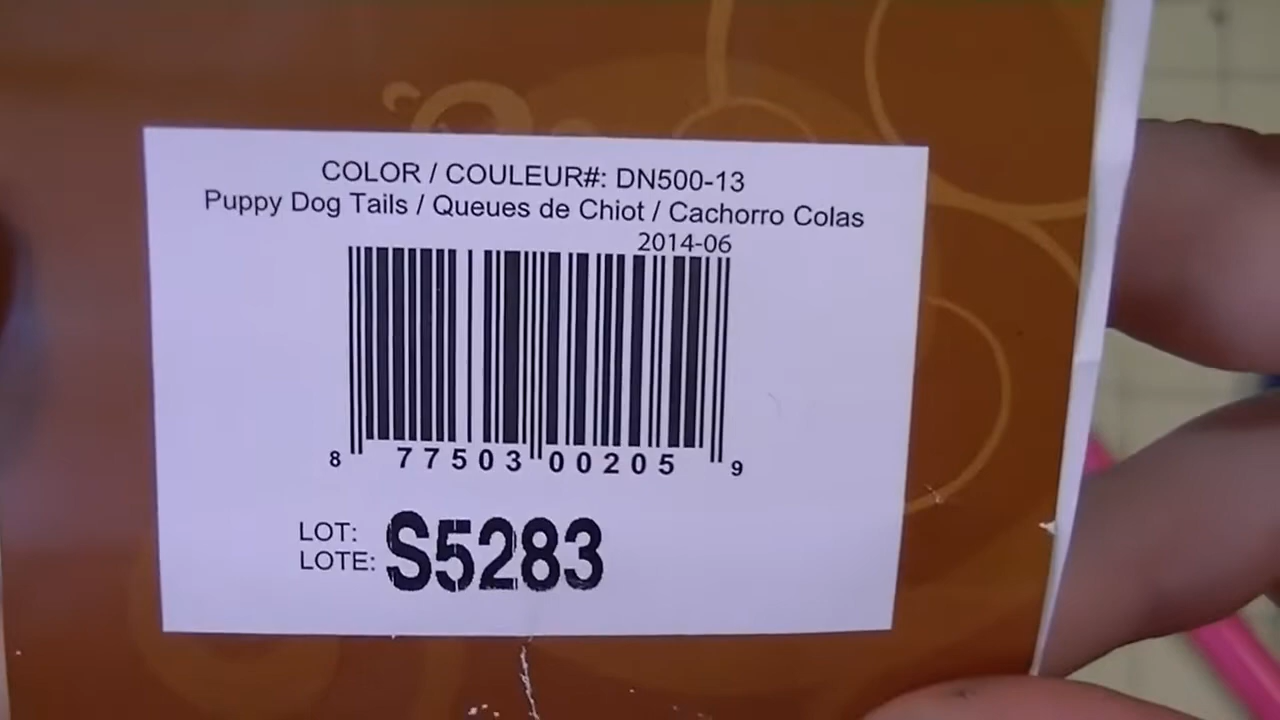 COLOR / COULEUR#: DN500-13
Puppy Dog Tails / Queues de Chiot / Cachorro Colas
2014-06
8 77503 00205 9
LOT: S5283
LOTE: